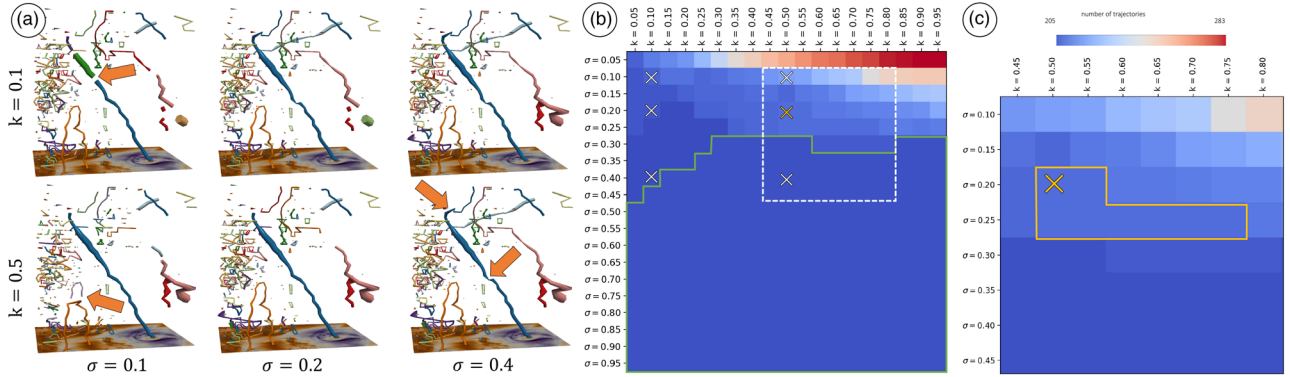 (a)
k = 0.1
k = 0.5
σ = 0.1
σ = 0.2
σ = 0.4
(b)
k = 0.05
k = 0.10
k = 0.15
k = 0.20
k = 0.25
k = 0.30
k = 0.35
k = 0.40
k = 0.45
k = 0.50
k = 0.55
k = 0.60
k = 0.65
k = 0.70
k = 0.75
k = 0.80
k = 0.85
k = 0.90
k = 0.95
σ = 0.05
σ = 0.10
σ = 0.15
σ = 0.20
σ = 0.25
σ = 0.30
σ = 0.35
σ = 0.40
σ = 0.45
σ = 0.50
σ = 0.55
σ = 0.60
σ = 0.65
σ = 0.70
σ = 0.75
σ = 0.80
σ = 0.85
σ = 0.90
σ = 0.95
(c)
number of trajectories
205
283
k = 0.45
k = 0.50
k = 0.55
k = 0.60
k = 0.65
k = 0.70
k = 0.75
k = 0.80
σ = 0.10
σ = 0.15
σ = 0.20
σ = 0.25
σ = 0.30
σ = 0.35
σ = 0.40
σ = 0.45